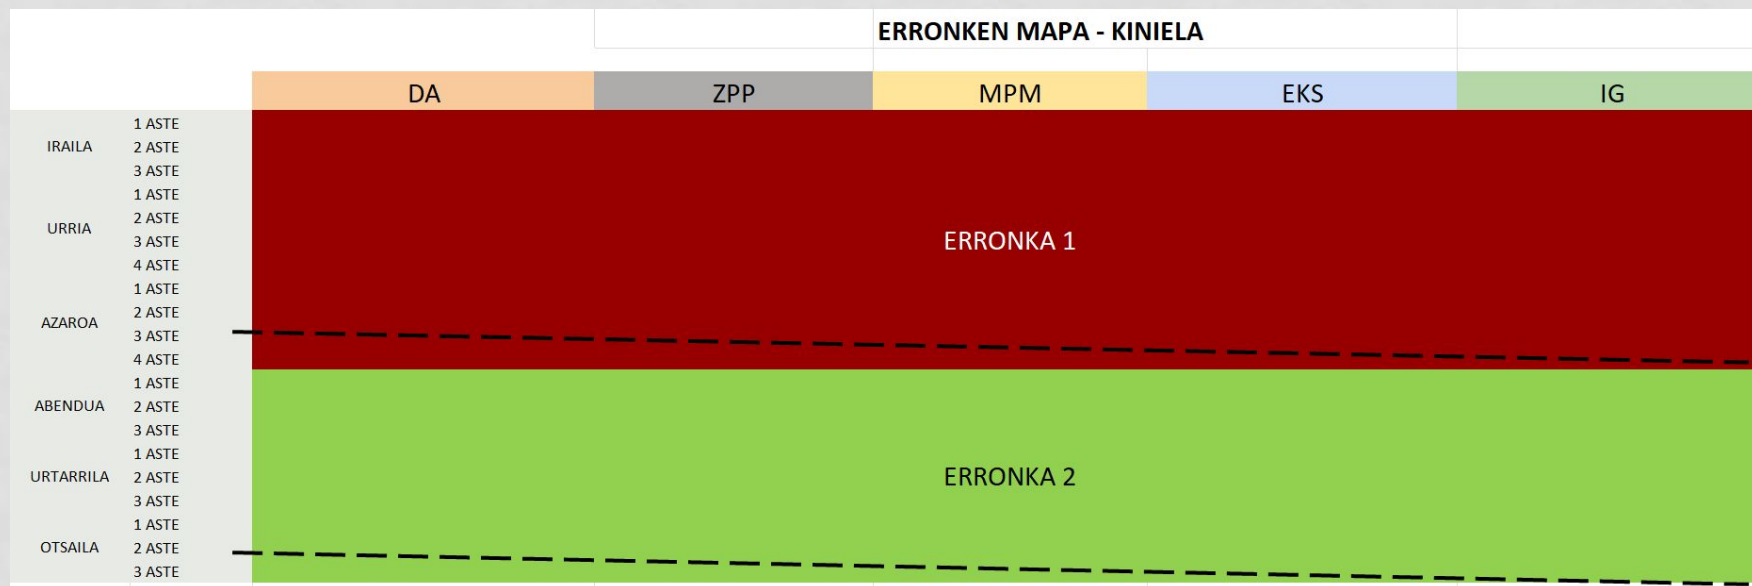 ERRONKEN MAPA - KINIELA
DA ZPP MPM EKS IG
1 ASTE
IRAILA 2 ASTE
3 ASTE
1 ASTE
URRIA 2 ASTE
3 ASTE ERRONKA 1
4 ASTE
1 ASTE
2 ASTE
AZAROA 3 ASTE
4 ASTE
1 ASTE
ABENDUA 2 ASTE
3 ASTE
1 ASTE
URTARRILA 2 ASTE ERRONKA 2
3 ASTE
1 ASTE
OTSAILA 2 ASTE
3 ASTE